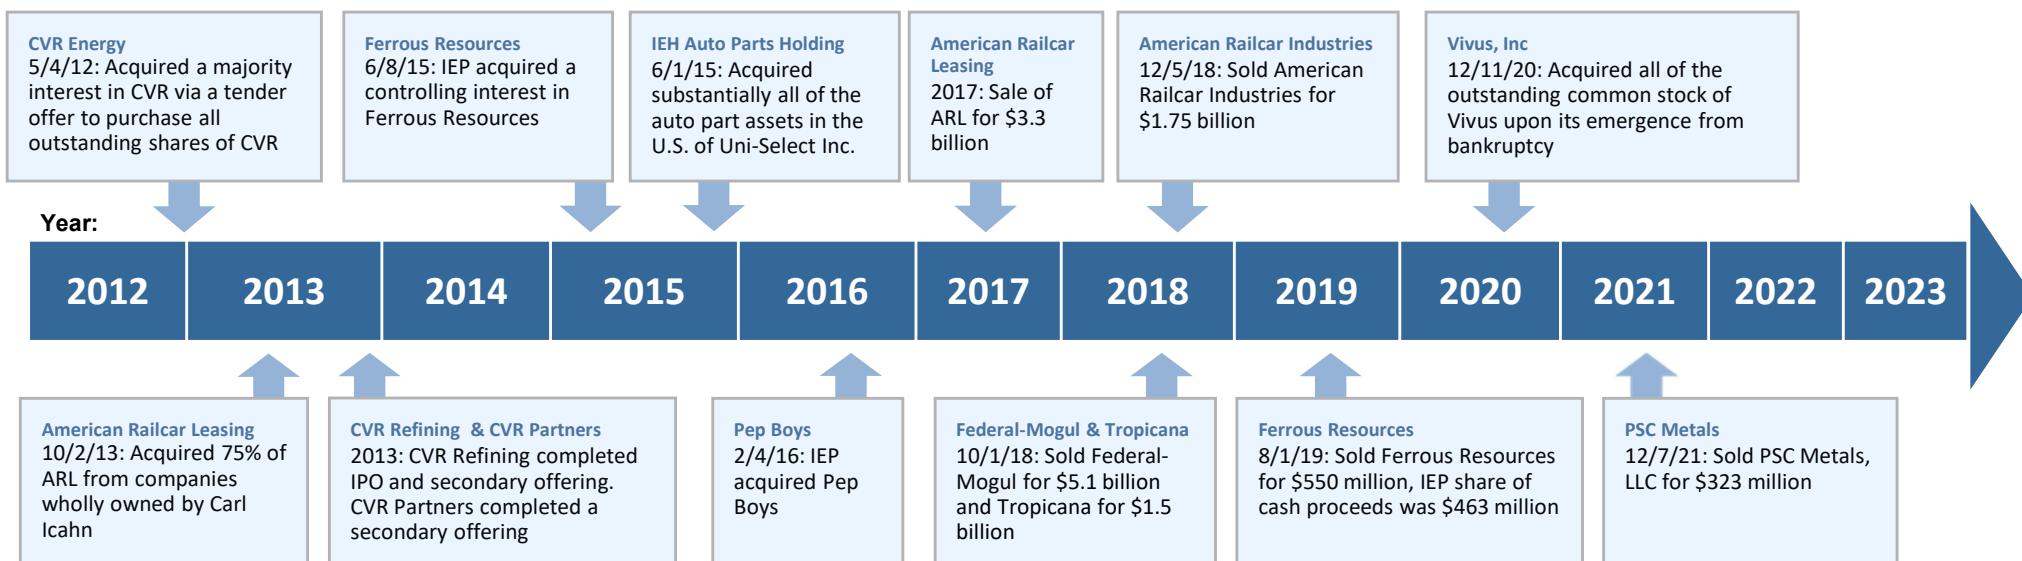 CVR Energy
5/4/12: Acquired a majority
interest in CVR via a tender
offer to purchase all
outstanding shares of CVR
Ferrous Resources
6/8/15: IEP acquired a
controlling interest in
Ferrous Resources
IEH Auto Parts Holding
6/1/15: Acquired
substantially all of the
auto part assets in the
U.S. of Uni-Select Inc.
American Railcar
Leasing
2017: Sale of
ARL for $3.3
billion
American Railcar Industries
12/5/18: Sold American
Railcar Industries for
$1.75 billion
Vivus, Inc
12/11/20: Acquired all of the
outstanding common stock of
Vivus upon its emergence from
bankruptcy
Year:
2012 2013 2014 2015 2016 2017 2018 2019 2020 2021 2022 2023
American Railcar Leasing
10/2/13: Acquired 75% of
ARL from companies
wholly owned by Carl
Icahn
CVR Refining & CVR Partners
2013: CVR Refining completed
IPO and secondary offering.
CVR Partners completed a
secondary offering
Pep Boys
2/4/16: IEP
acquired Pep
Boys
Federal-Mogul & Tropicana
10/1/18: Sold Federal-
Mogul for $5.1 billion
and Tropicana for $1.5
billion
Ferrous Resources
8/1/19: Sold Ferrous Resources
for $550 million, IEP share of
cash proceeds was $463 million
PSC Metals
12/7/21: Sold PSC Metals,
LLC for $323 million